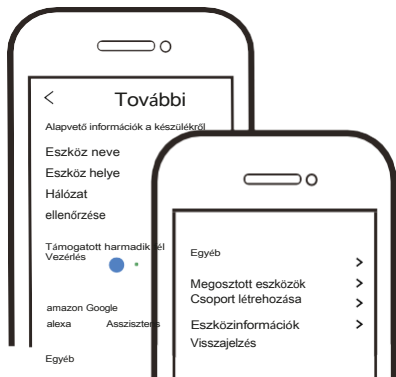 További
Alapvető információk a készülékről
Eszköz neve
Eszköz helye
Hálózat
ellenőrzése
Támogatott harmadik fél
Vezérlés
amazon Google
alexa Asszisztens
Egyéb
Egyéb
Megosztott eszközök
Csoport létrehozása
Eszközinformációk
Visszajelzés